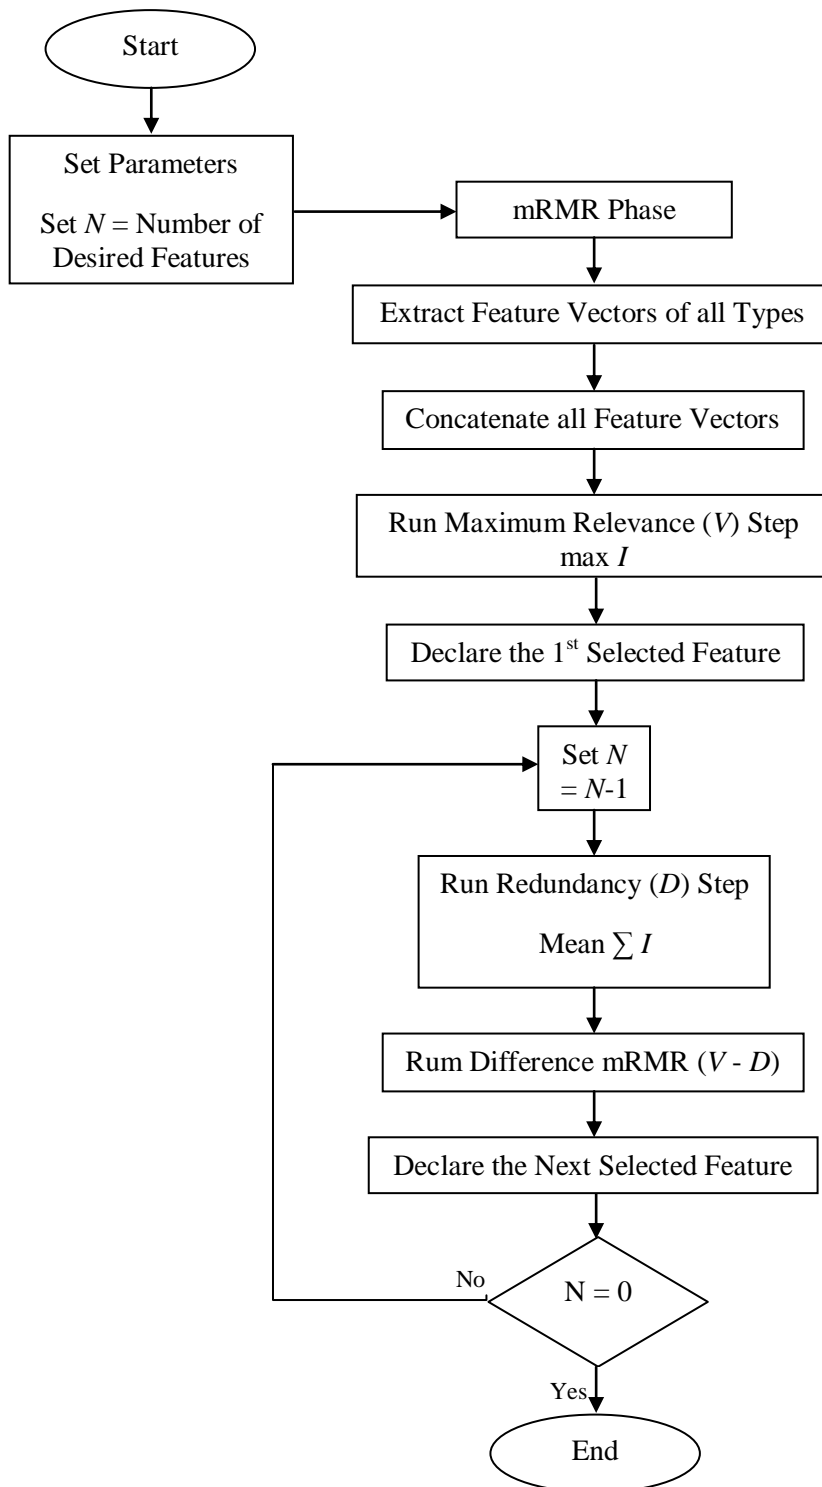 Start
Set Parameters
Set N = Number of
Desired Features
mRMR Phase
Extract Feature Vectors of all Types
Concatenate all Feature Vectors
Run Maximum Relevance (V) Step
max I
Declare the 1st Selected Feature
Set N
= N-1
Run Redundancy (D) Step
Mean ∑ I
Rum Difference mRMR (V - D)
Declare the Next Selected Feature
No
N = 0
Yes
End